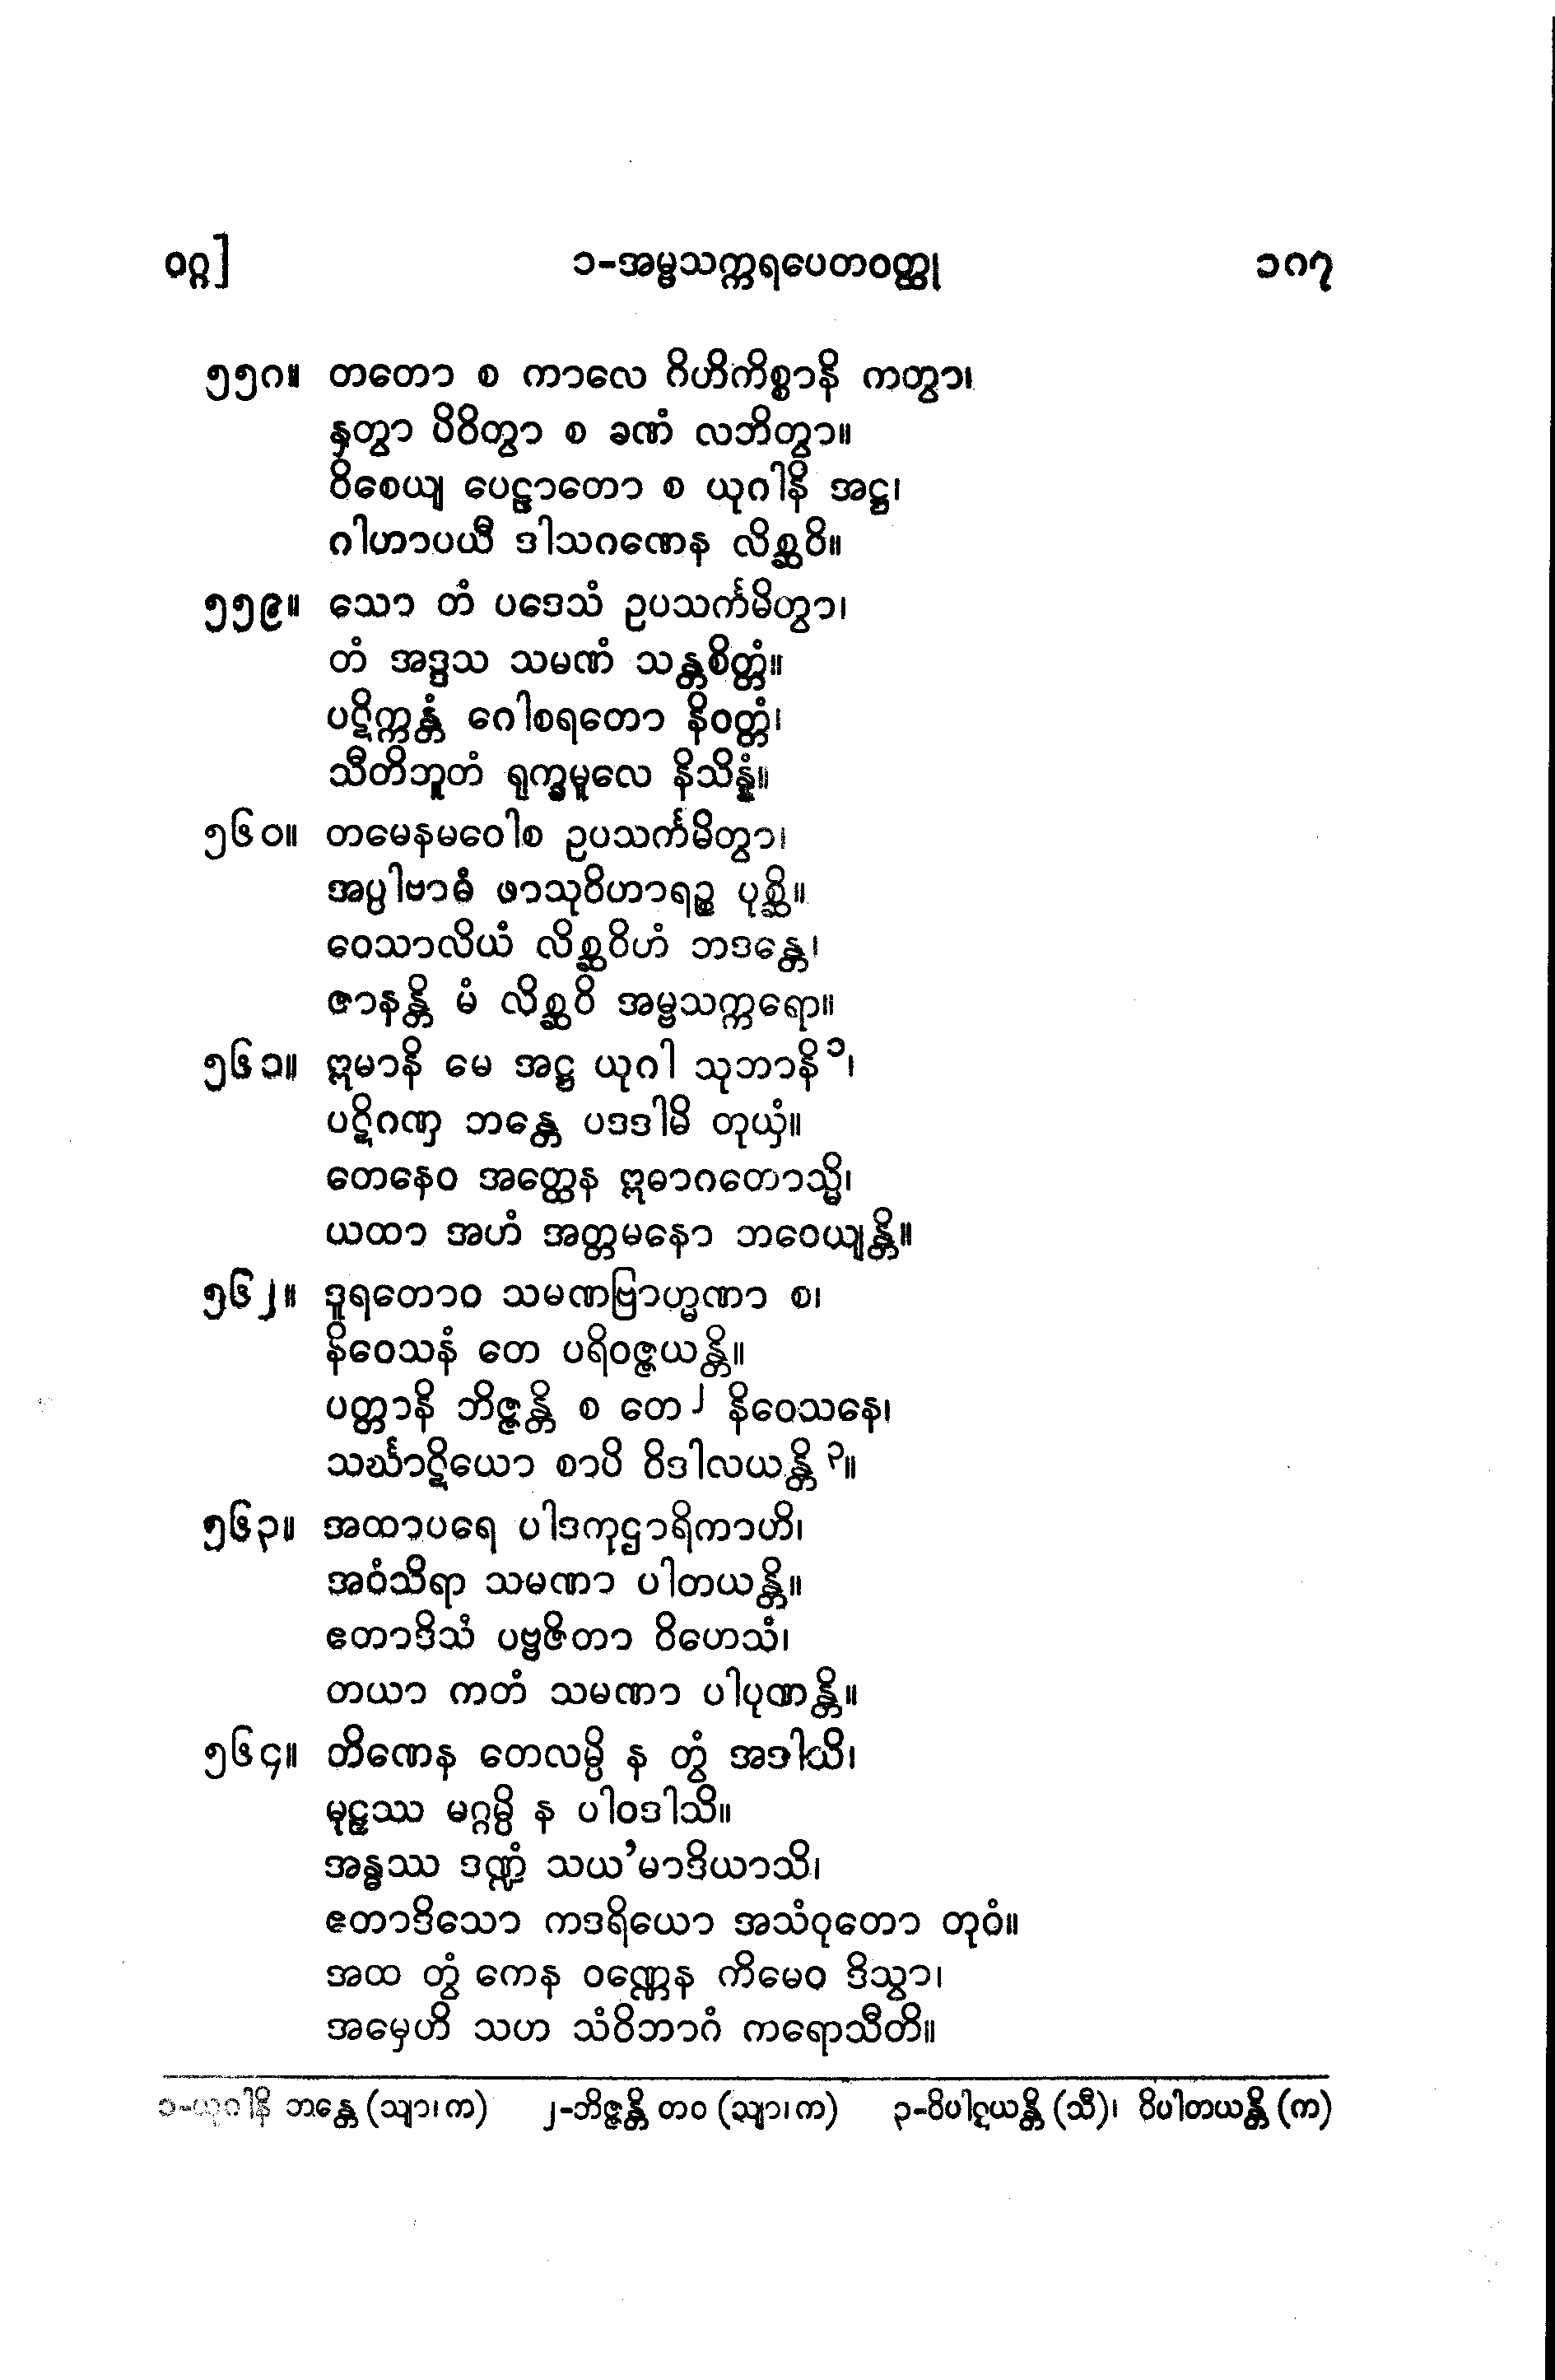 ဝဂ္ဂ] ၁-အမ္ဗသက္ကရပေတဝတ္ထု ၁၈၇
၅၅၈။ တတော စ ကာလေ ဂိဟိကိစ္စာနိ ကတွာ၊
နှတွာ ပိဝိတွာ စ ခဏံ လဘိတွာ။
ဝိစေယျ ပေဠာတော စ ယုဂါနိ အဋ္ဌ၊
ဂါဟာပယီ ဒါသဂဏေန လိစ္ဆဝိ။
၅၅၉။ သော တံ ပဒေသံ ဥပသင်္ကမိတွာ၊
တံ အဒ္ဒသ သမဏံ သန္တစိတ္တံ။
ပဋိက္ကန္တံ ဂေါစရတော နိဝတ္တံ၊
သီတိဘူတံ ရုက္ခမူလေ နိသိန္နံ။
၅၆၀။ တမေနမဝေါစ ဥပသင်္ကမိတွာ၊
အပ္ပါဗာဓံ ဖာသုဝိဟာရဉ္စ ပုစ္ဆိ။
ဝေသာလိယံ လိစ္ဆဝိဟံ ဘဒန္တေ၊
ဇာနန္တိ မံ လိစ္ဆဝိ အမ္ဗသက္ကရော။
၅၆၁။ ဣမာနိ မေ အဋ္ဌ ယုဂါ သုဘာနိ ၁၊
ပဋိဂဏှ ဘန္တေ ပဒဒါမိ တုယှံ။
တေနေဝ အတ္ထေန ဣဓာဂတောသ္မိ၊
ယထာ အဟံ အတ္တမနော ဘဝေယျန္တိ။
၅၆၂။ ဒူရတောဝ သမဏဗြာဟ္မဏာ စ၊
နိဝေသနံ တေ ပရိဝဇ္ဇယန္တိ။
ပတ္တာနိ ဘိဇ္ဇန္တိ စ တေ ၂ နိဝေသနေ၊
သင်္ဃာဋိယော စာပိ ဝိဒါလယန္တိ ၃။
၅၆၃။ အထာပရေ ပါဒကုဌာရိကာဟိ၊
အဝံသိရာ သမဏာ ပါတယန္တိ။
ဧတာဒိသံ ပဗ္ဗဇိတာ ဝိဟေသံ၊
တယာ ကတံ သမဏာ ပါပုဏန္တိ။
၅၆၄။ တိဏေန တေလမ္ပိ န တွံ အဒါသိ၊
မုဠှဿ မဂ္ဂမ္ပိ န ပါဝဒါသိ။
အန္ဓဿ ဒဏ္ဍံ သယ’မာဒိယာသိ၊
ဧတာဒိသော ကဒရိယော အသံဝုတော တုဝံ။
အထ တွံ ကေန ဝဏ္ဏေန ကိမေဝ ဒိသွာ၊
အမှေဟိ သဟ သံဝိဘာဂံ ကရောသီတိ။
၁-ယုဂါနိ ဘန္တေ (သျာ၊က) ၂-ဘိဇ္ဇန္တိ တဝ (သျာ၊က) ၃-ဝိပါဋယန္တိ (သီ)၊ ဝိပါတယန္တိ (က)